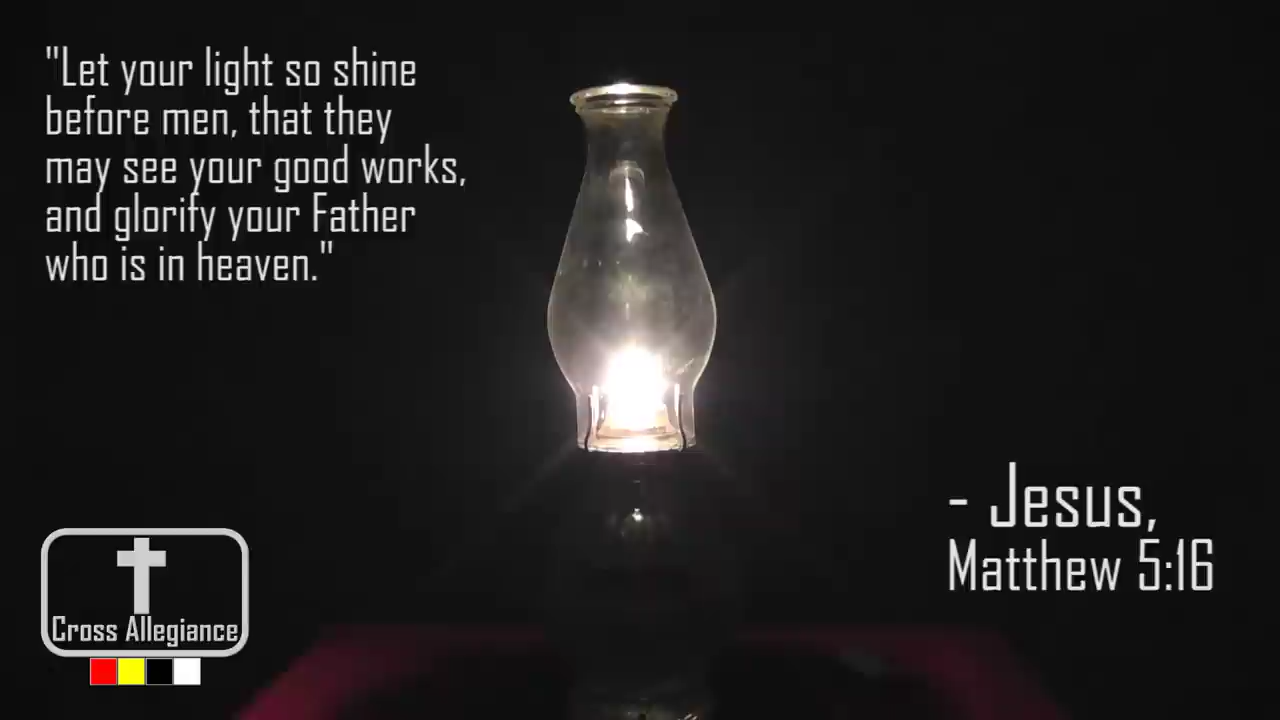 "Let your light so shine
before men, that they
may see your good works,
and glorify your Father
who is in heaven."
- Jesus,
Matthew 5:16
Cross Allegiance